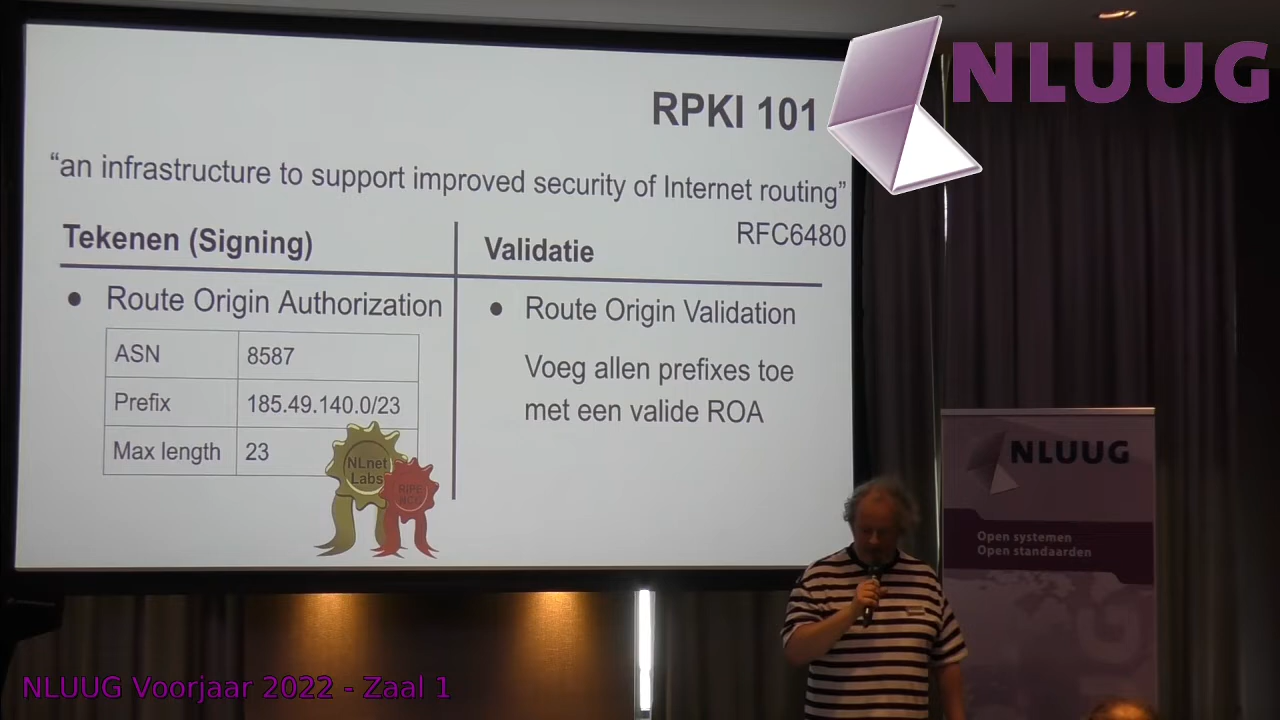 RPKI 101
“an infrastructure to support improved security of Internet routing”
RFC6480
Tekenen (Signing)
Validatie
● Route Origin Authorization
ASN 8587
Prefix 185.49.140.0/23
Max length 23
NLnet
Labs
RIPE
NCC
● Route Origin Validation
Voeg allen prefixes toe
met een valide ROA
NLUUG
NLUUG
Open systemen
Open standaarden
NLUUG Voorjaar 2022 - Zaal 1